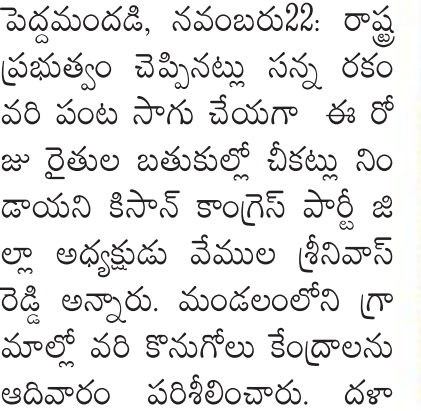 పెద్దమందడి, నవంబరు22: రాష్ట్ర
ప్రభుత్వం చెప్పినట్లు సన్న రకం
వరి పంట సాగు చేయగా ఈ రో
జు రైతుల బతుకుల్లో చీకట్లు నిం
డాయని కిసాన్ కాంగ్రెస్ పార్టీ జి
ల్లా అధ్యక్షుడు వేముల శ్రీనివాస్
రెడ్డి అన్నారు. మండలంలోని గ్రా
మాల్లో వరి కొనుగోలు కేంద్రాలను
ఆదివారం పరిశీలించారు. దళా